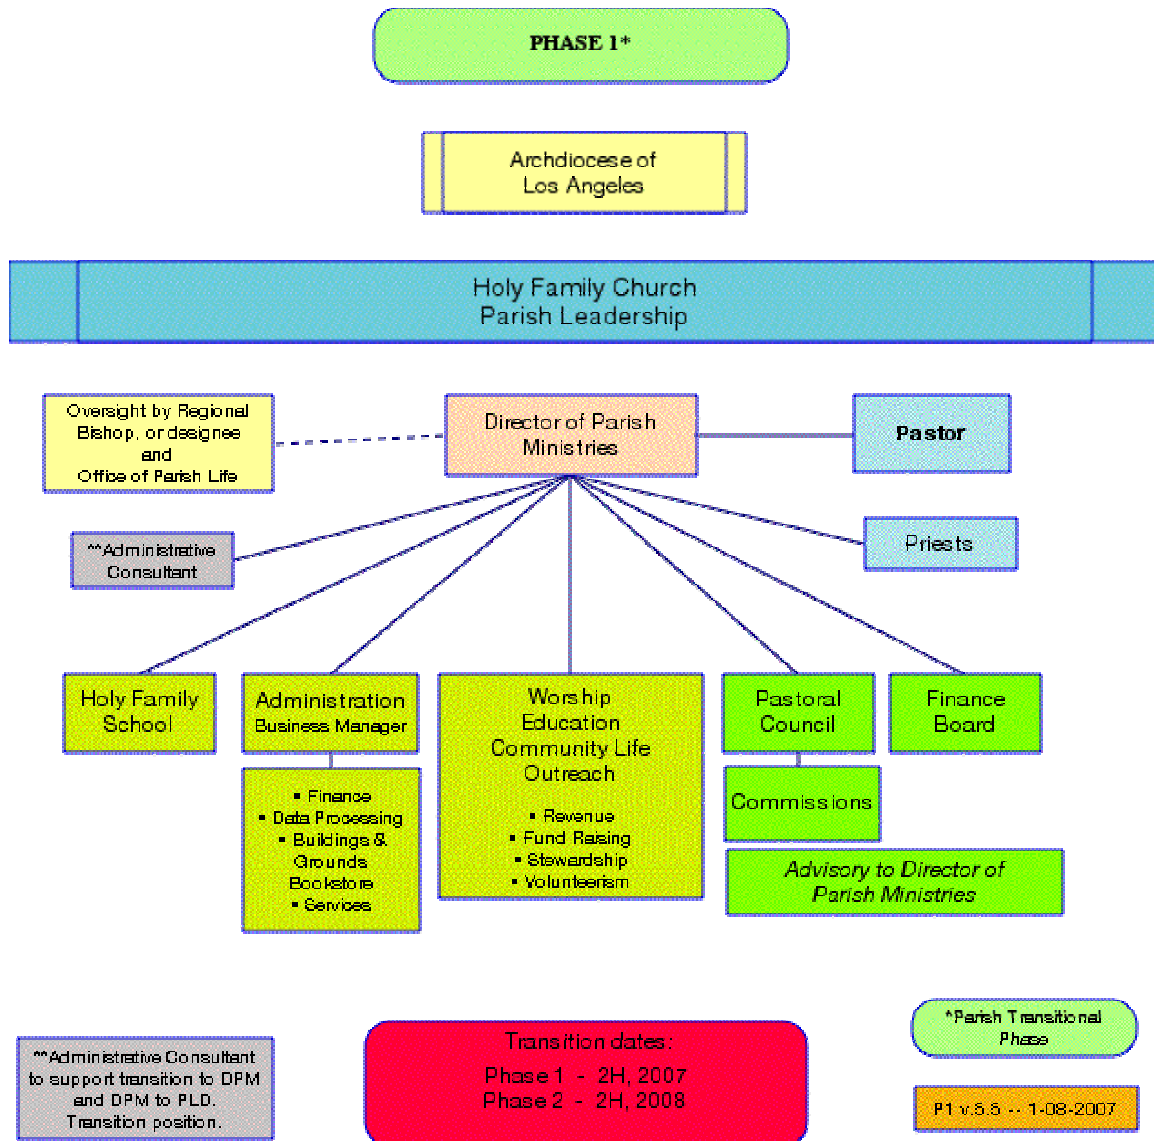 PHASE 1*
Archdiocese of
Los Angeles
Holy Family Church
Parish Leadership
Oversight by Regional
Bishop, or designee
and
Office of Parish Life
Director of Parish
Ministries
Pastor
**Administrative
Consultant
Priests
Holy Family
School
Administration
Business Manager
Worship
Education
Community Life
Outreach
▪ Revenue
▪ Fund Raising
▪ Stewardship
▪ Volunteerism
Pastoral
Council
Finance
Board
▪ Finance
▪ Data Processing
▪ Buildings &
Grounds
Bookstore
▪ Services
Commissions
Advisory to Director of
Parish Ministries
**Administrative Consultant
to support transition to DPM
and DPM to PLD.
Transition position.
Transition dates:
Phase 1 - 2H, 2007
Phase 2 - 2H, 2008
*Parish Transitional
Phase
P1 v.5.5 -- 1-08-2007